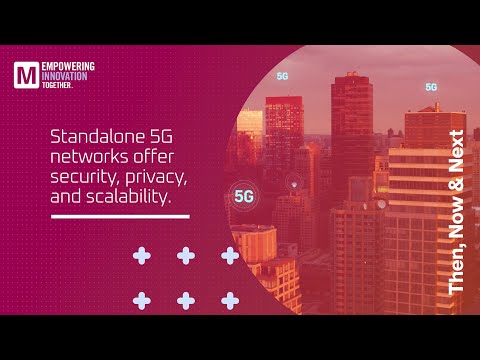 M
EMPOWERING
INNOVATION
TOGETHER.
5G
5G
Standalone 5G
networks offer
security, privacy,
and scalability.
5G
Then, Now & Next